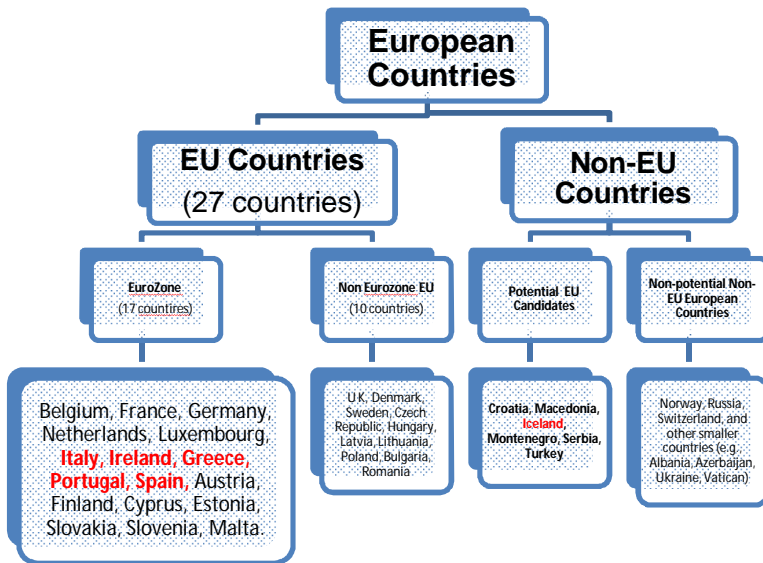 European
Countries
EU Countries
(27 countries)
Non-EU
Countries
EuroZone
(17 countires)
Non Eurozone EU
(10 countries)
Potential EU
Candidates
Non-potential Non-
EU European
Countries
Belgium, France, Germany,
Netherlands, Luxembourg,
Italy, Ireland, Greece,
Portugal, Spain, Austria,
Finland, Cyprus, Estonia,
Slovakia, Slovenia, Malta.
UK, Denmark,
Sweden, Czech
Republic, Hungary,
Latvia, Lithuania,
Poland, Bulgaria,
Romania
Croatia, Macedonia,
Iceland,
Montenegro, Serbia,
Turkey
Norway, Russia,
Switzerland, and
other smaller
countries (e.g.,
Albania, Azerbaijan,
Ukraine, Vatican)